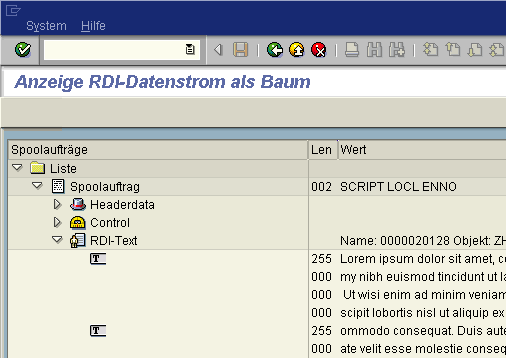 System Hilfe
Anzeige RDI-Datenstrom als Baum
Spoolaufträge Len Wert
Liste
Spoolauftrag 002 SCRIPT LOCL ENNO
Headerdata
Control
RDI-Text Name: 0000020128 Objekt: ZH
T 255 Lorem ipsum dolor sit amet, c
000 my nibh euismod tincidunt ut la
000 Ut wisi enim ad minim veniam
000 scipit lobortis nisl ut aliquip ex
T 255 ommodo consequat. Duis aute
000 ate velit esse molestie conseq